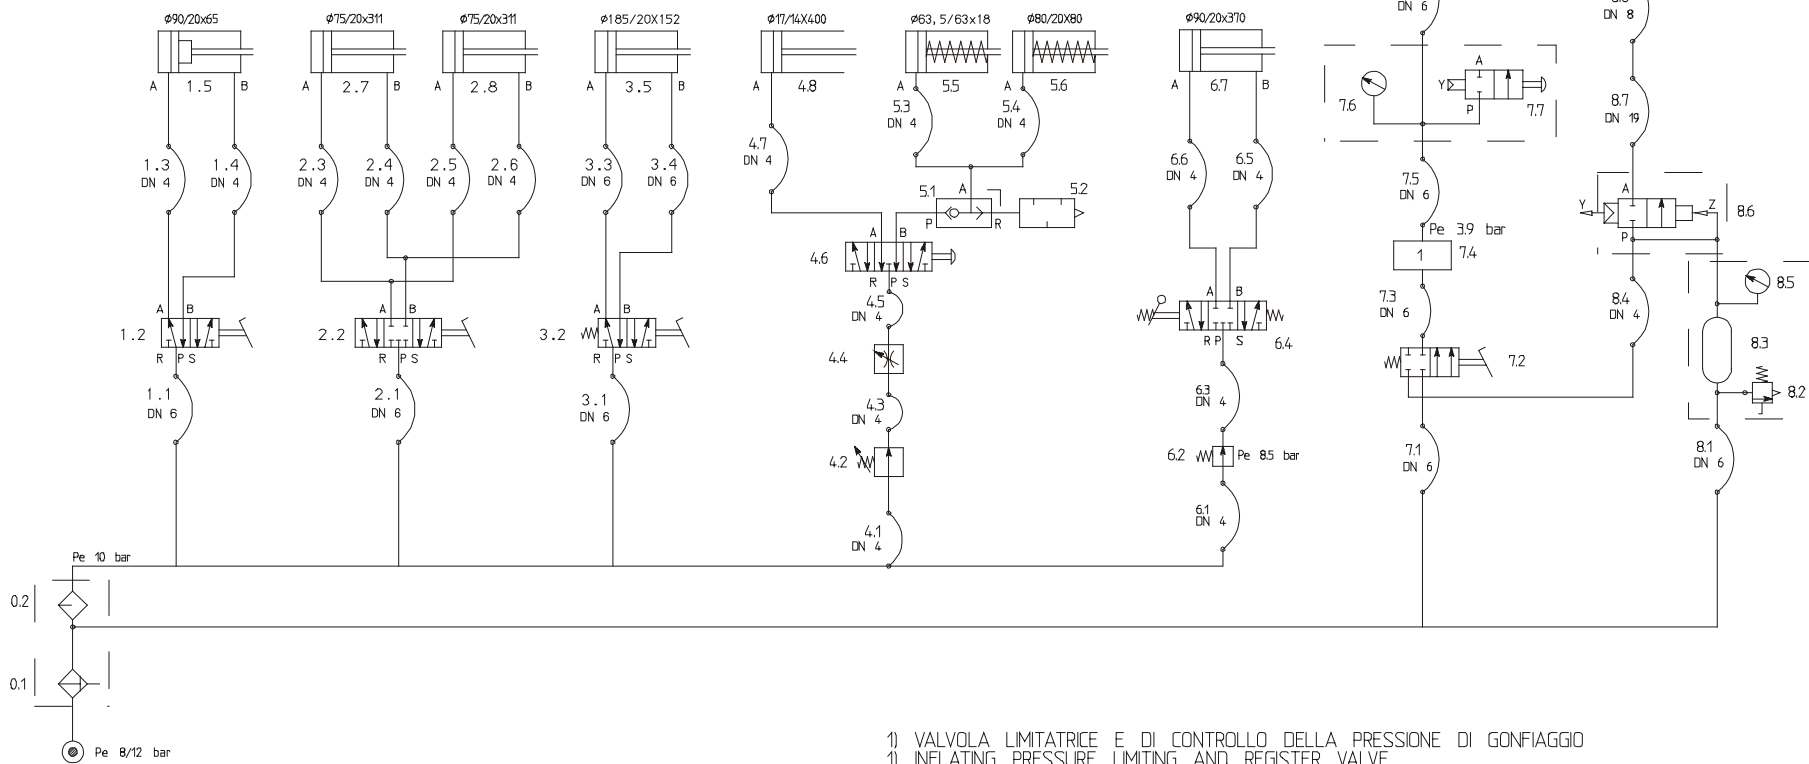 Ø90/20x65 Ø75/20x311 Ø75/20x311 Ø185/20X152 Ø17/14X400 Ø63,5/63x18 Ø80/20X80 Ø90/20x370
DN 6
DN 8
A 1.5 B
A 2.7 B
A 2.8 B
A 3.5 B
A 4.8
A 5.5
5.6
A 6.7 B
7.6
A
Y
P
7.7
5.3
DN 4
5.4
DN 4
8.7
DN 19
1.3
DN 4
1.4
DN 4
2.3
DN 4
2.4
DN 4
2.5
DN 4
2.6
DN 4
3.3
DN 6
3.4
DN 6
4.7
DN 4
6.6
DN 4
6.5
DN 4
7.5
DN 6
5.1 A 5.2
P R
Y A Z 8.6
P
Pe 3.9 bar
1 7.4
A B
4.6
R P S
4.5
DN 4
7.3
DN 6
8.4
DN 4
8.5
A B
1.2
R P S
A B
2.2
R P S
A B
3.2
R P S
A B
R P S 6.4
4.4
7.2
8.3
8.2
1.1
DN 6
2.1
DN 6
3.1
DN 6
4.3
DN 4
6.3
DN 4
4.2
6.2 Pe 8.5 bar
7.1
DN 6
8.1
DN 6
6.1
DN 4
4.1
DN 4
Pe 10 bar
0.2
0.1
Pe 8/12 bar
1) VALVOLA LIMITATRICE E DI CONTROLLO DELLA PRESSIONE DI GONFIAGGIO
1) INFLATING PRESSURE LIMITING AND REGISTER VALVE